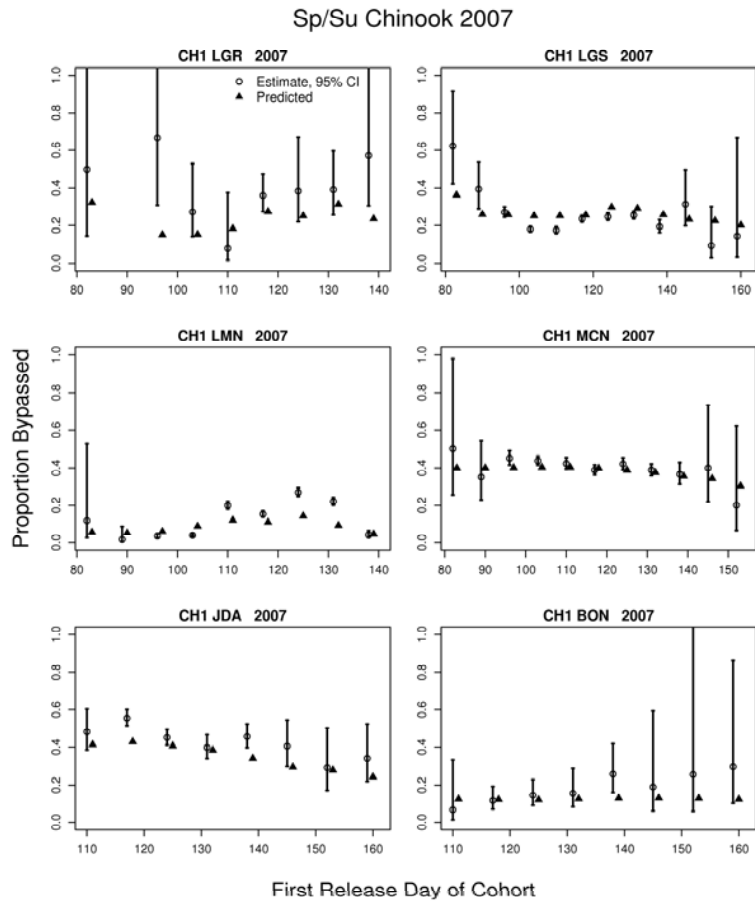 Sp/Su Chinook 2007
CH1 LGR 2007
CH1 LGS 2007
Estimate, 95% CI
Predicted
0.0 0.2 0.4 0.6 0.8 1.0
80 90 100 110 120 130 140
0.0 0.2 0.4 0.6 0.8 1.0
80 100 120 140 160
CH1 LMN 2007
CH1 MCN 2007
Proportion Bypassed
0.0 0.2 0.4 0.6 0.8 1.0
80 90 100 110 120 130 140
0.0 0.2 0.4 0.6 0.8 1.0
80 90 100 110 120 130 140 150
CH1 JDA 2007
CH1 BON 2007
0.0 0.2 0.4 0.6 0.8 1.0
110 120 130 140 150 160
0.0 0.2 0.4 0.6 0.8 1.0
110 120 130 140 150 160
First Release Day of Cohort